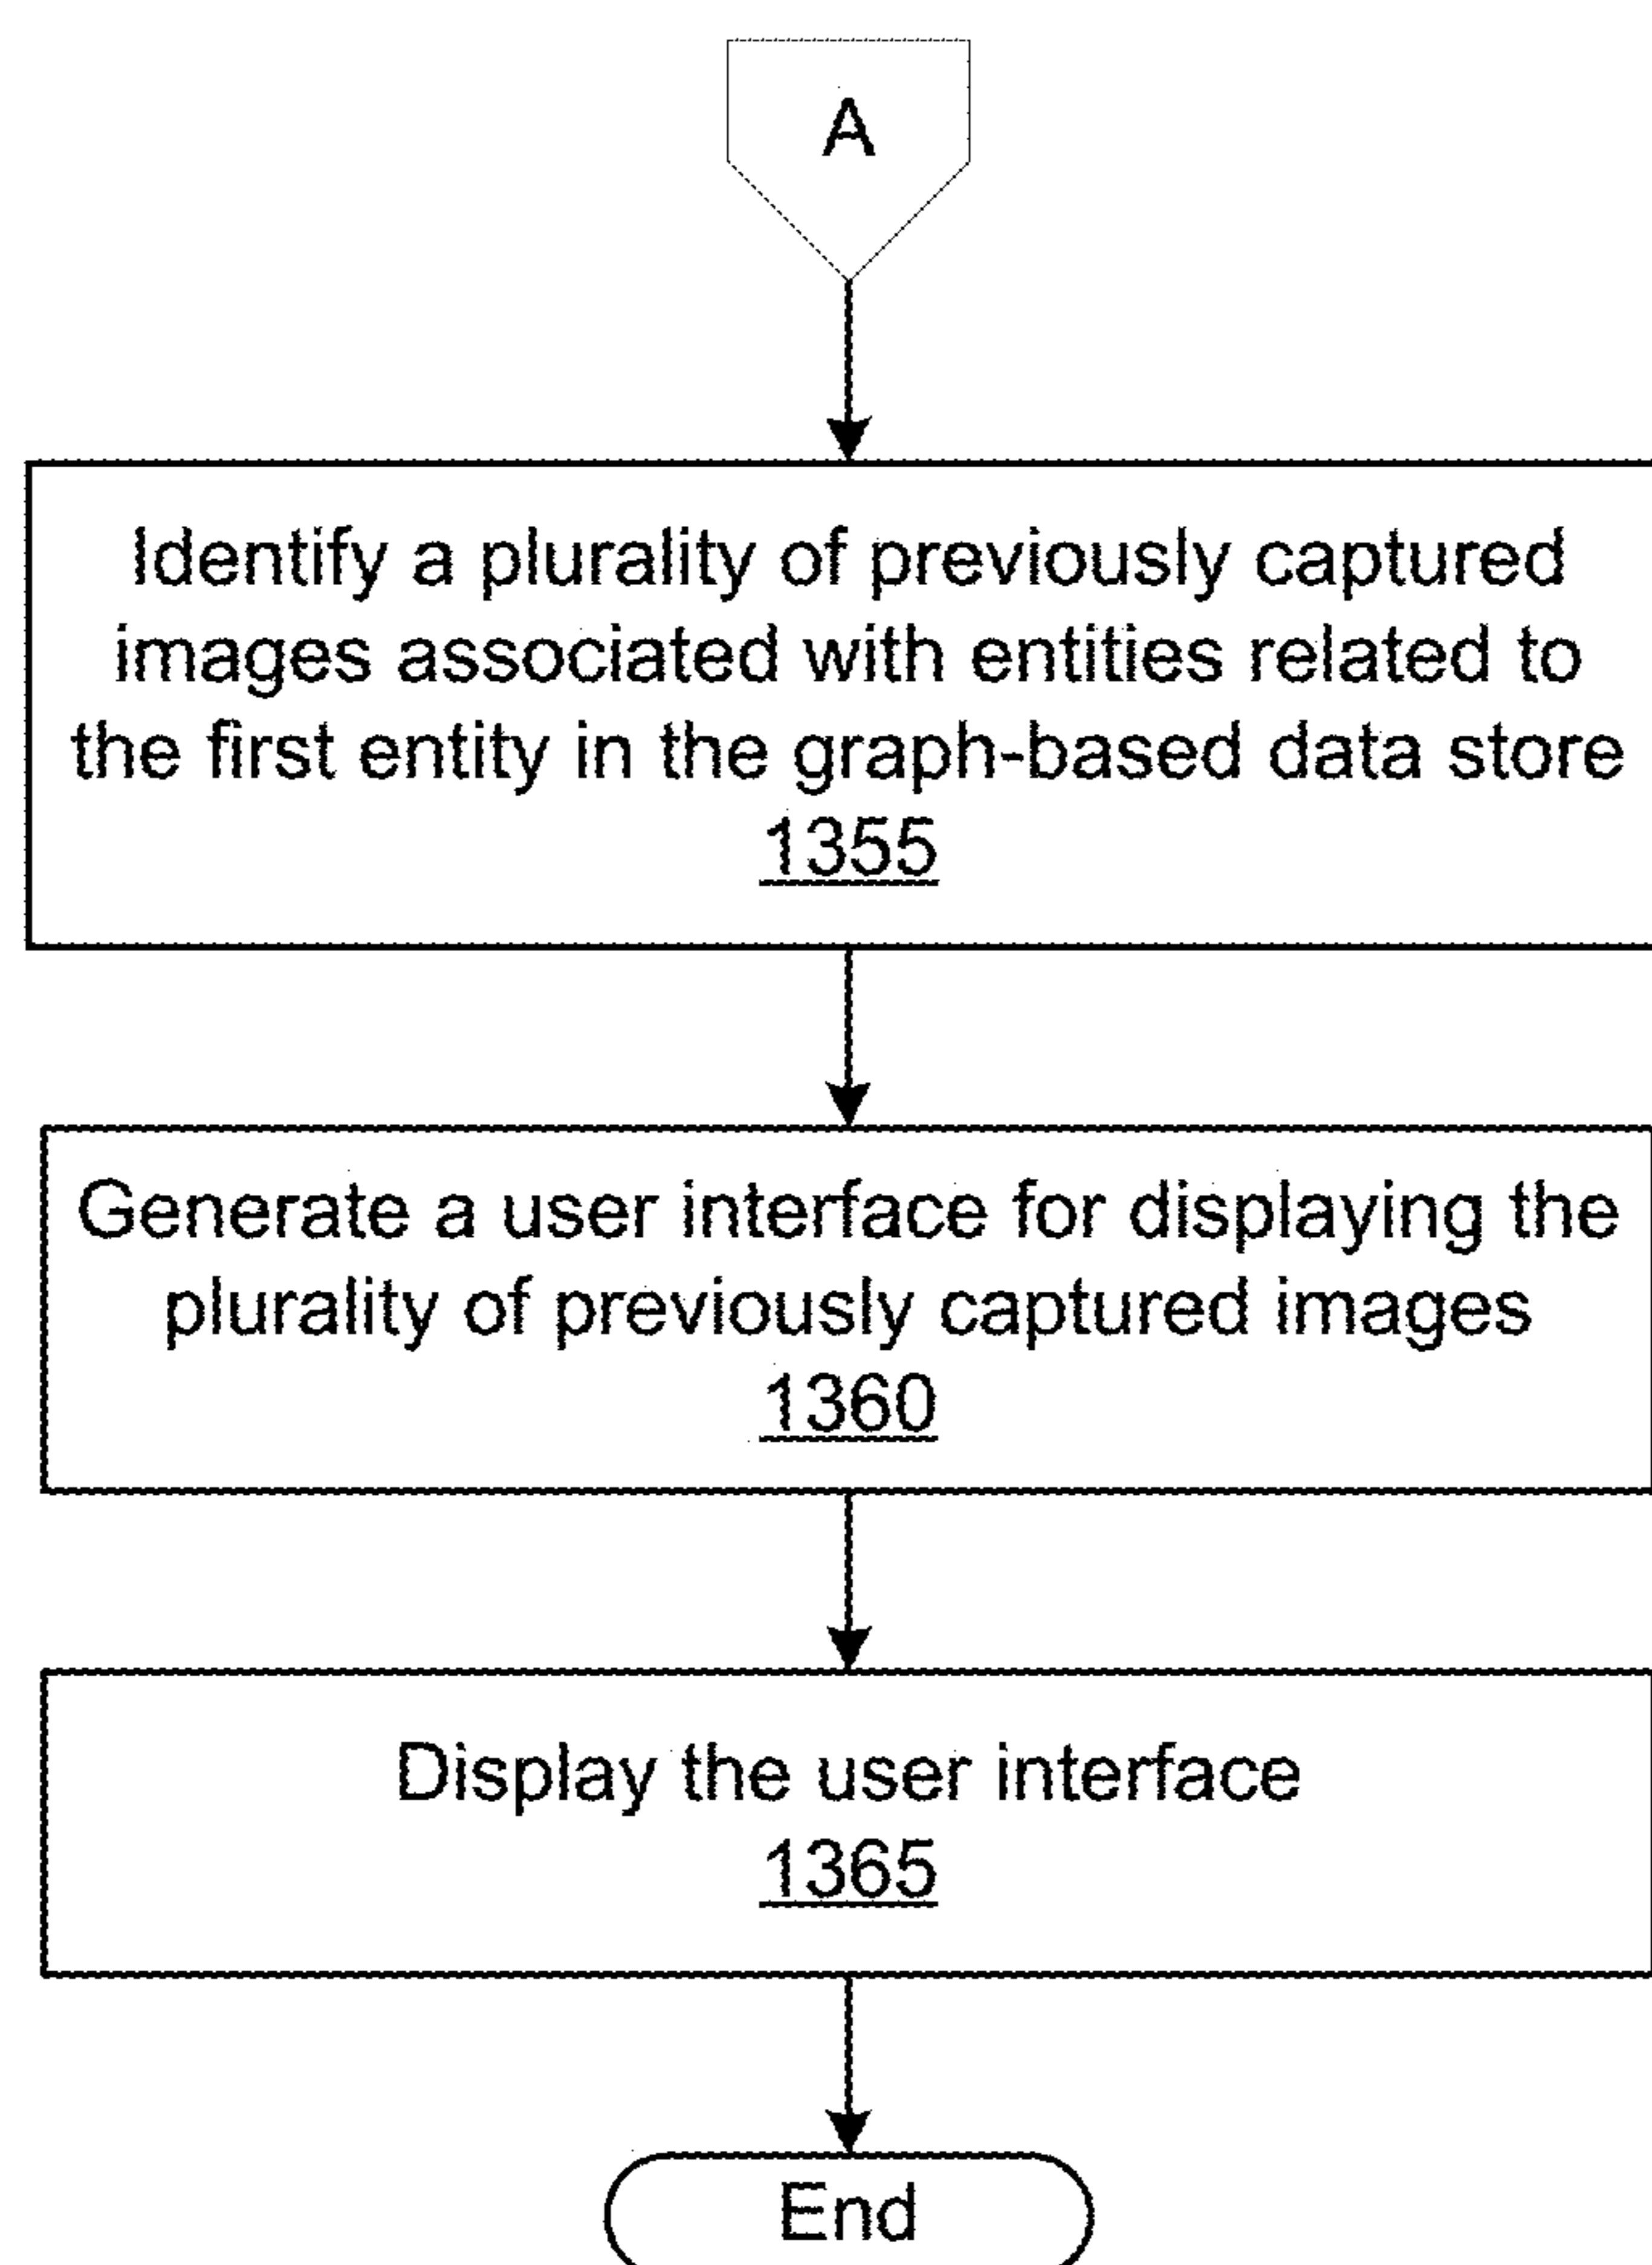 A
Identify a plurality of previously captured
images associated with entities related to
the first entity in the graph-based data store
1355
Generate a user interface for displaying the
plurality of previously captured images
1360
Display the user interface
1365
End